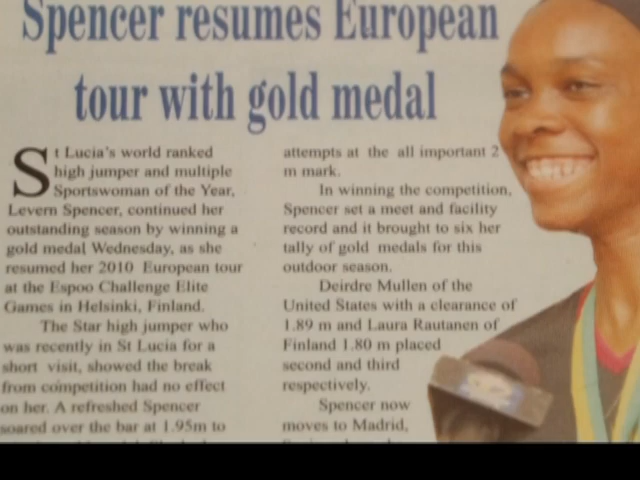 Spencer resumes European
tour with gold medal
St Lucia's world ranked
high jumper and multiple
Sportswoman of the Year,
Levern Spencer, continued her
outstanding season by winning a
gold medal Wednesday, as she
resumed her 2010 European tour
at the Espoo Challenge Elite
Games in Helsinki, Finland.
The Star high jumper who
was recently in St Lucia for a
short visit, showed the break
from competition had no effect
on her. A refreshed Spencer
soared over the bar at 1.95m to
attempts at the all important 2
m mark.
In winning the competition,
Spencer set a meet and facility
record and it brought to six her
tally of gold medals for this
outdoor season.
Deirdre Mullen of the
United States with a clearance of
1.89 m and Laura Rautanen of
Finland 1.80 m placed
second and third
respectively.
Spencer now
moves to Madrid,